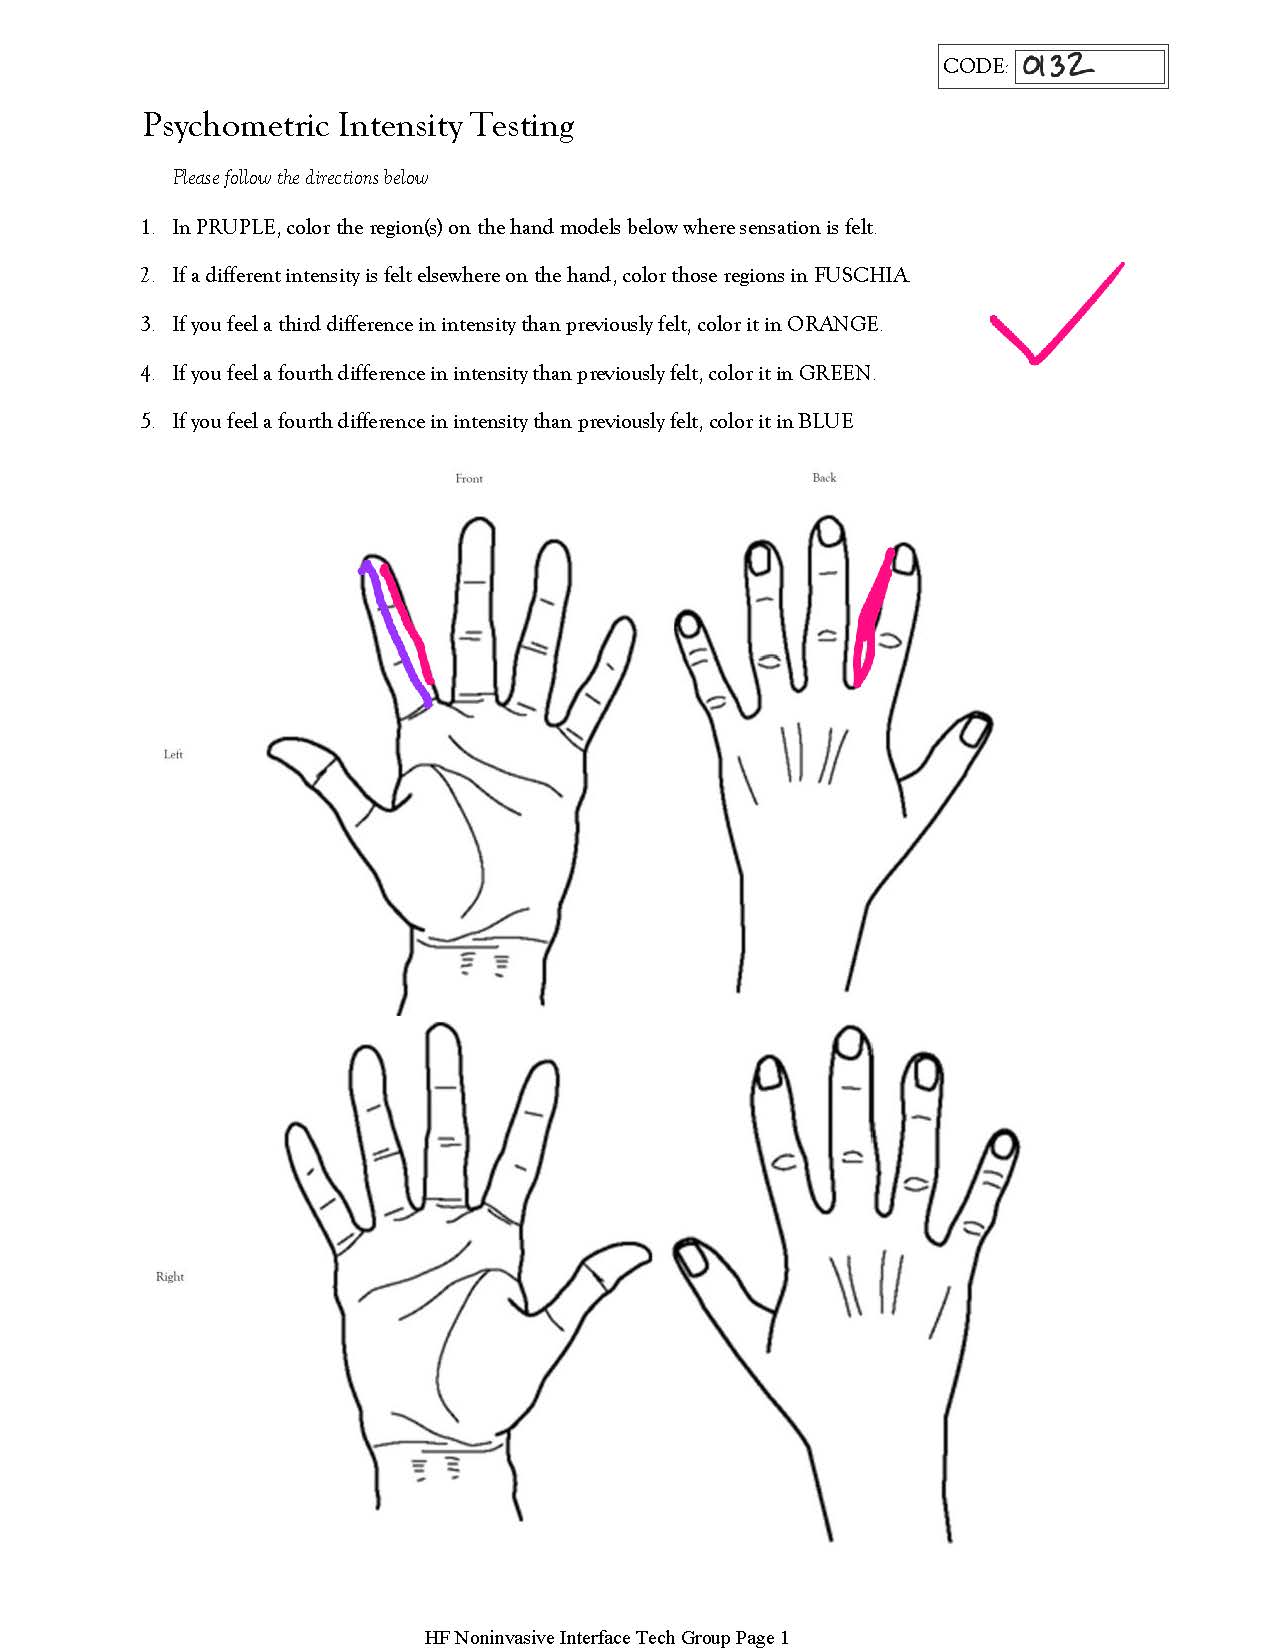 CODE: 0132
Psychometric Intensity Testing
Please follow the directions below
1. In PRUPLE, color the region(s) on the hand models below where sensation is felt.
2. If a different intensity is felt elsewhere on the hand, color those regions in FUSCHIA.
3. If you feel a third difference in intensity than previously felt, color it in ORANGE.
4. If you feel a fourth difference in intensity than previously felt, color it in GREEN.
5. If you feel a fourth difference in intensity than previously felt, color it in BLUE
Front Back
Left
Right
HF Noninvasive Interface Tech Group Page 1